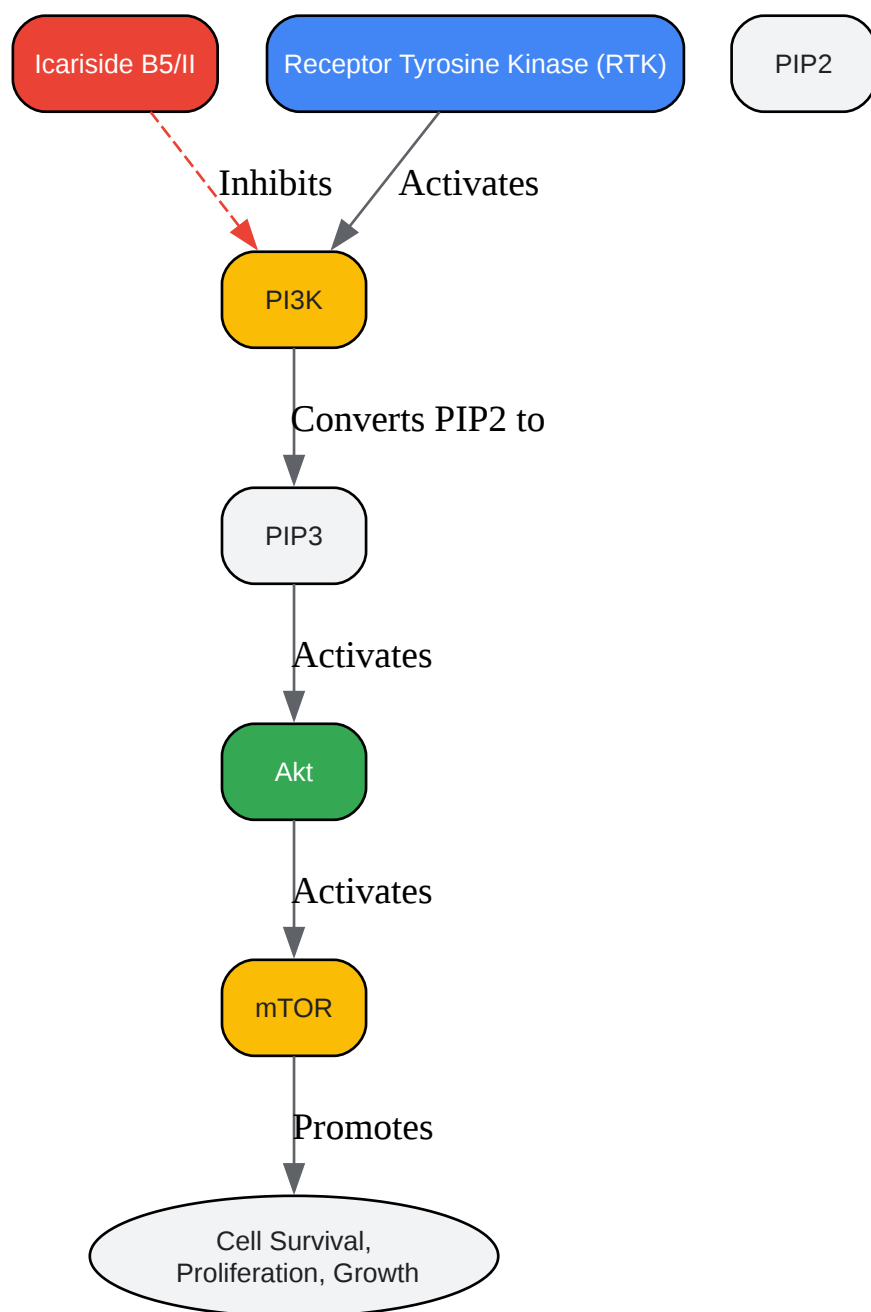 Icariside B5/II
Receptor Tyrosine Kinase (RTK)
PIP2
Inhibits
Activates
PI3K
Converts PIP2 to
PIP3
Activates
Akt
Activates
mTOR
Promotes
Cell Survival,
Proliferation, Growth